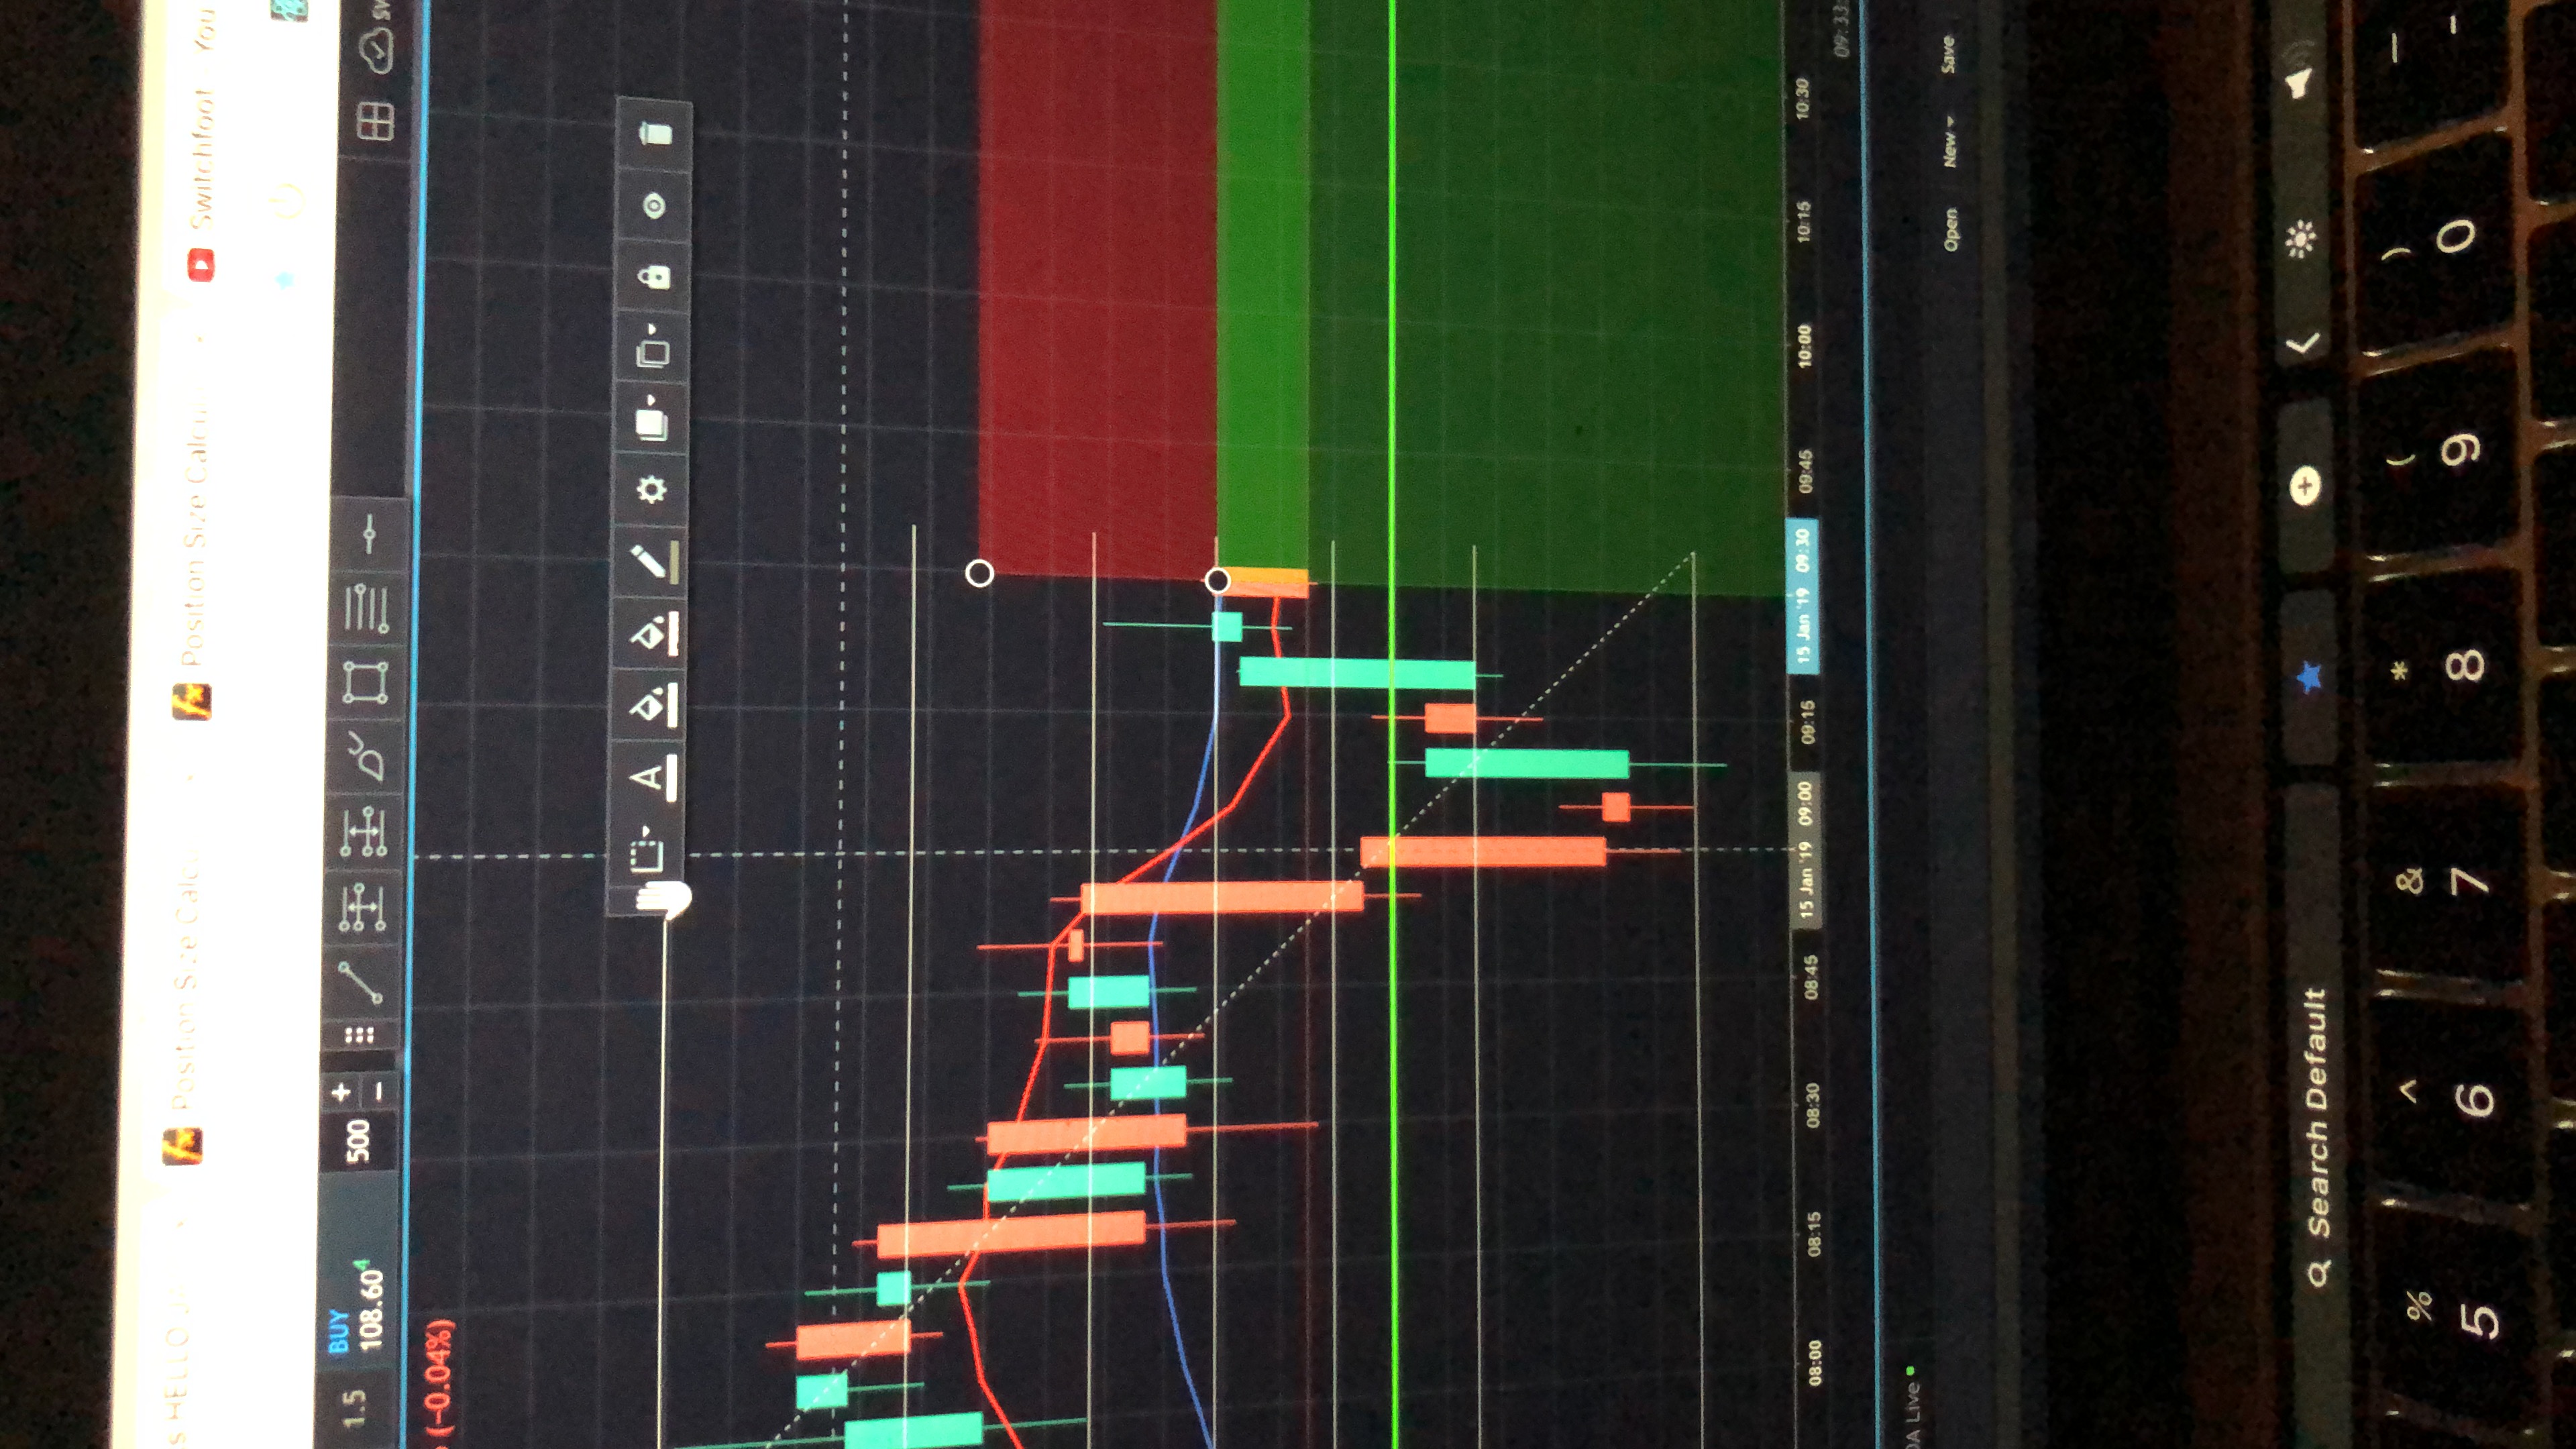 s HELLO
Position Size Calcu
Position Size Calcu
Switchfoot - You
1.5
BUY
108.604
500
+
−
(-0.04%)
A
08:00
08:15
08:30
08:45
15 Jan '19 09:00
09:15
15 Jan '19 09:30
09:45
10:00
10:15
10:30
09:33:
DA Live
Open
New
Save
Search Default
%
5
^
6
&
7
*
8
(
9
)
0
—
-